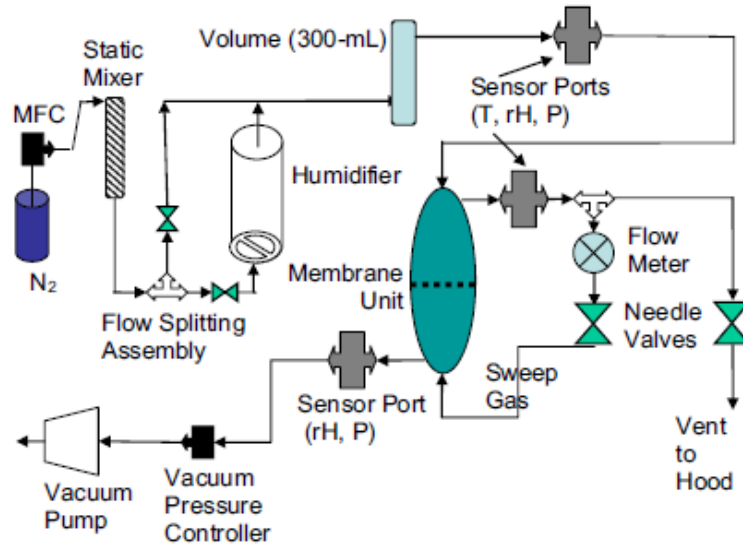 Static
Mixer
MFC
N₂
Volume (300-mL)
Sensor Ports
(T, rH, P)
Humidifier
Flow Splitting
Assembly
Membrane
Unit
Flow
Meter
Needle
Valves
Sweep
Gas
Sensor Port
(rH, P)
Vent
to
Hood
Vacuum
Pump
Vacuum
Pressure
Controller